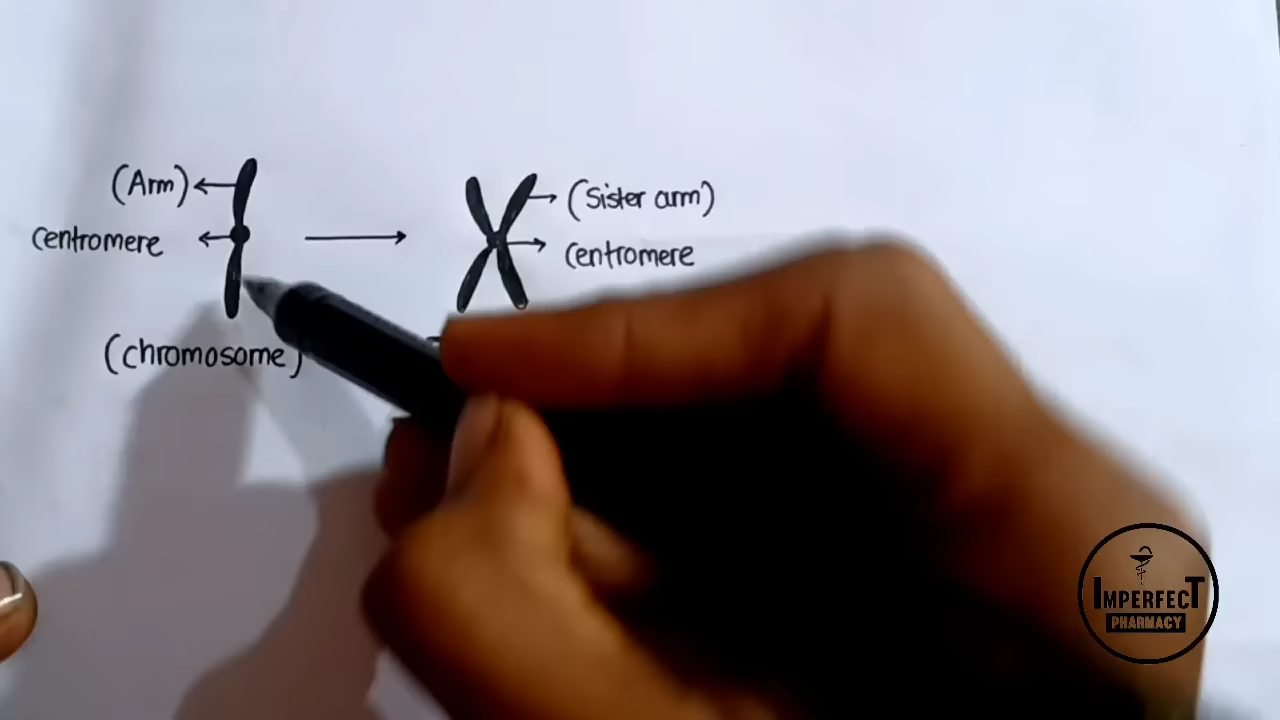 (Arm)
(Sister arm)
centromere
centromere
(chromosome)
IMPERFECT
PHARMACY